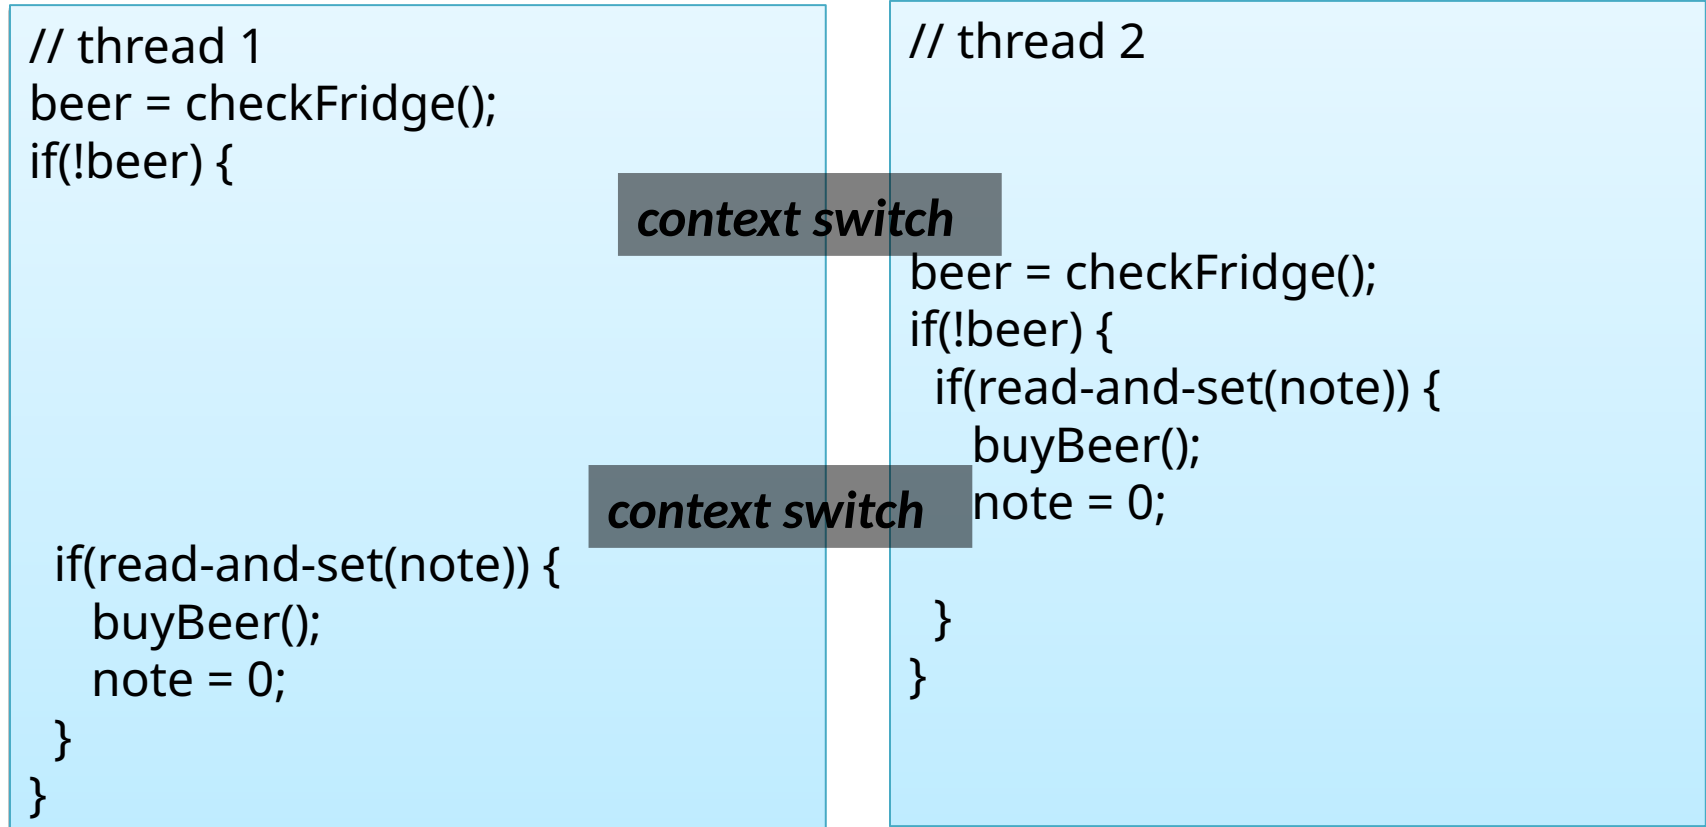 // thread 1
beer = checkFridge();
if(!beer) {
context switch
if(read-and-set(note)) {
buyBeer();
note = 0;
}
}
// thread 2
beer = checkFridge();
if(!beer) {
if(read-and-set(note)) {
buyBeer();
context switch
note = 0;
}
}